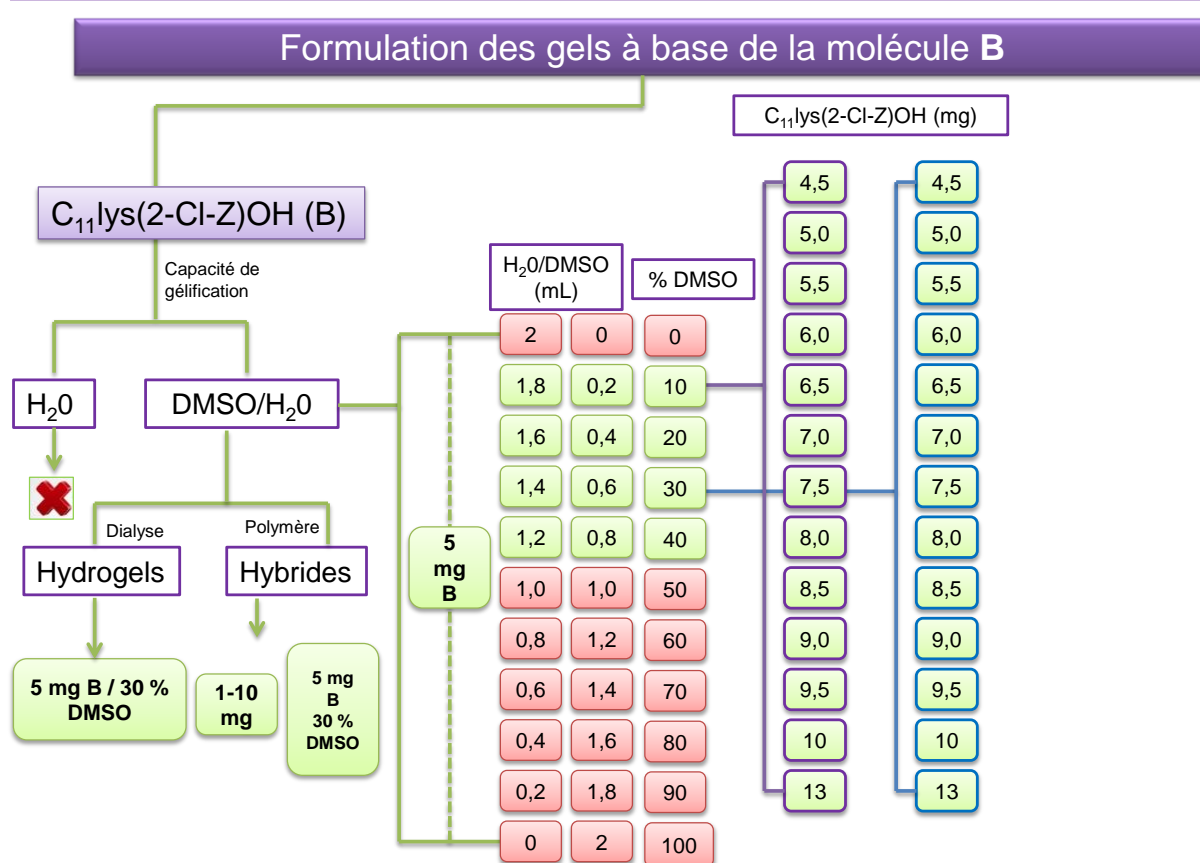 Formulation des gels à base de la molécule B
C₁₁lys(2-Cl-Z)OH (mg)
C₁₁lys(2-Cl-Z)OH (B)
Capacité de
gélification
H₂0
DMSO/H₂0
Dialyse
Polymère
Hydrogels
Hybrides
5 mg B / 30 %
DMSO
1-10
mg
5 mg
B
30 %
DMSO
5
mg
B
H₂0/DMSO
(mL)
% DMSO
2 0 0
1,8 0,2 10
1,6 0,4 20
1,4 0,6 30
1,2 0,8 40
1,0 1,0 50
0,8 1,2 60
0,6 1,4 70
0,4 1,6 80
0,2 1,8 90
0 2 100
4,5 4,5
5,0 5,0
5,5 5,5
6,0 6,0
6,5 6,5
7,0 7,0
7,5 7,5
8,0 8,0
8,5 8,5
9,0 9,0
9,5 9,5
10 10
13 13